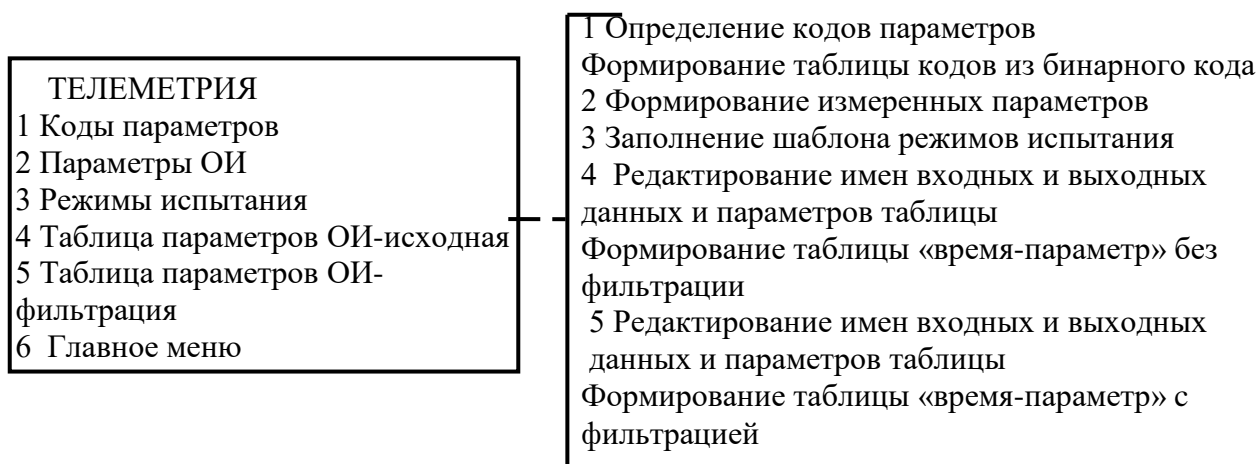 ТЕЛЕМЕТРИЯ
1 Коды параметров
2 Параметры ОИ
3 Режимы испытания
4 Таблица параметров ОИ-исходная
5 Таблица параметров ОИ-
фильтрация
6 Главное меню
1 Определение кодов параметров
Формирование таблицы кодов из бинарного кода
2 Формирование измеренных параметров
3 Заполнение шаблона режимов испытания
4 Редактирование имен входных и выходных
данных и параметров таблицы
Формирование таблицы «время-параметр» без
фильтрации
5 Редактирование имен входных и выходных
данных и параметров таблицы
Формирование таблицы «время-параметр» с
фильтрацией